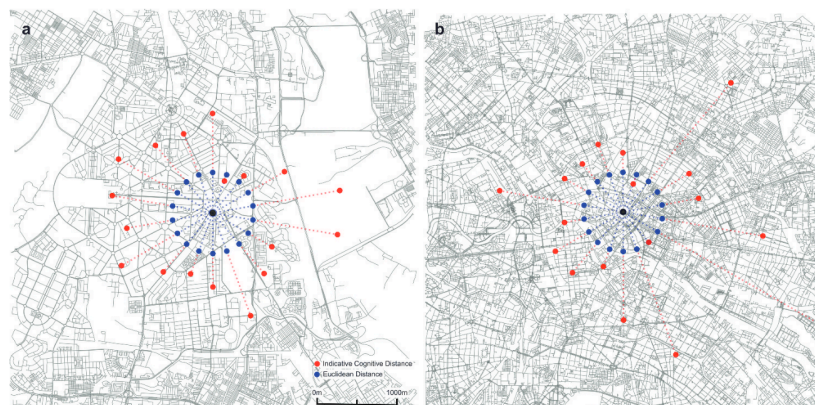 a
b
Indicative Cognitive Distance
Euclidean Distance
0m 1000m